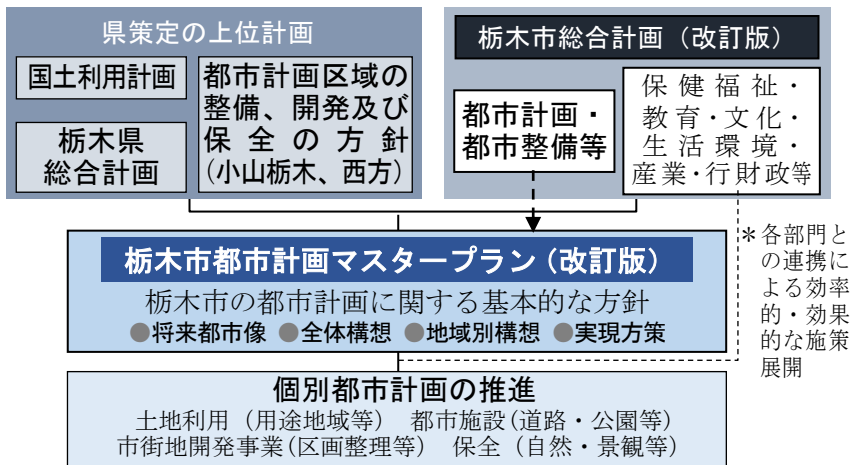 県策定の上位計画
国土利用計画
栃木県
総合計画
都市計画区域の
整備、開発及び
保全の方針
(小山栃木、西方)
栃木市総合計画（改訂版）
都市計画・
都市整備等
保健福祉・
教育・文化・
生活環境・
産業・行財政等
栃木市都市計画マスタープラン（改訂版）
栃木市の都市計画に関する基本的な方針
●将来都市像 ●全体構想 ●地域別構想 ●実現方策
＊各部門と
の連携に
よる効率
的・効果
的な施策
展開
個別都市計画の推進
土地利用（用途地域等） 都市施設(道路・公園等)
市街地開発事業(区画整理等) 保全（自然・景観等）